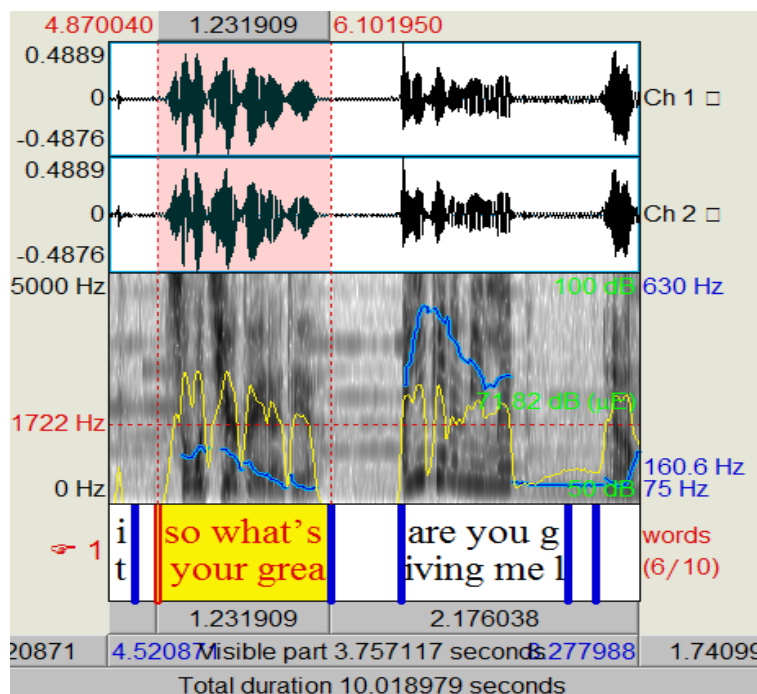 4.870040 1.231909 6.101950
0.4889
0
-0.4876
Ch 1
0.4889
0
-0.4876
Ch 2
5000 Hz 100 dB 630 Hz
71.82 dB (µE)
1722 Hz
160.6 Hz
0 Hz 50 dB 75 Hz
☞ 1
i
t
so what’s
your grea
are you g
iving me l
words
(6/10)
1.231909 2.176038
20871 4.520871 Visible part 3.757117 seconds 8.277988 1.74099
Total duration 10.018979 seconds